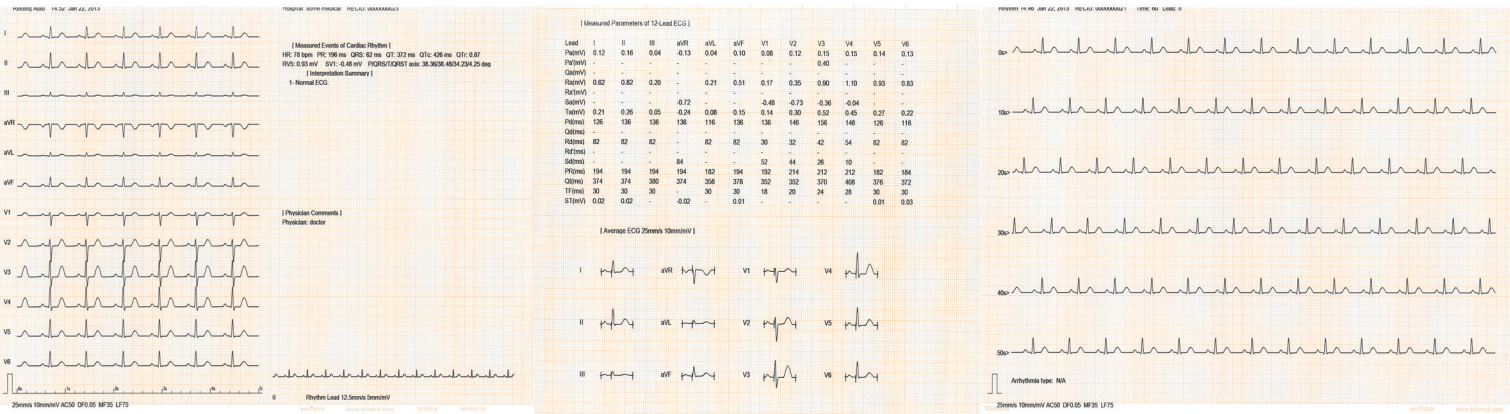 Resting Auto 14:52 Jan 22, 2013
I
II
III
aVR
aVL
aVF
V1
V2
V3
V4
V5
V6
0s 1s 2s 3s 4s
25mm/s 10mm/mV AC50 DF0.05 MF35 LF75
Hospital: some medical REC.ID: 0000000023
[ Measured Events of Cardiac Rhythm ]
HR: 78 bpm PR: 196 ms QRS: 82 ms QT: 372 ms QTc: 426 ms QTr: 0.87
RV5: 0.93 mV SV1: -0.48 mV P/QRS/T/QRST axis: 38.36/38.48/34.23/4.25 deg
[ Interpretation Summary ]
1- Normal ECG.
[ Physician Comments ]
Physician: doctor
II Rhythm Lead 12.5mm/s 5mm/mV
[ Measured Parameters of 12-Lead ECG ]
Lead I II III aVR aVL aVF V1 V2 V3 V4 V5 V6
Pa(mV) 0.12 0.16 0.04 -0.13 0.04 0.10 0.08 0.12 0.15 0.15 0.14 0.13
Pa'(mV) - - - - - - - - 0.40 - - -
Qa(mV) - - - - - - - - - - - -
Ra(mV) 0.62 0.82 0.20 - 0.21 0.51 0.17 0.35 0.90 1.10 0.93 0.83
Ra'(mV) - - - - - - - - - - - -
Sa(mV) - - - -0.72 - - -0.48 -0.73 -0.36 -0.04 - -
Ta(mV) 0.21 0.26 0.05 -0.24 0.08 0.15 0.14 0.30 0.52 0.45 0.27 0.22
Pd(ms) 126 136 136 138 116 136 136 146 156 146 126 116
Qd(ms) - - - - - - - - - - - -
Rd(ms) 82 82 82 - 82 82 30 32 42 54 82 82
Rd'(ms) - - - - - - - - - - - -
Sd(ms) - - - 84 - - 52 44 26 10 - -
PR(ms) 194 194 194 194 182 194 192 214 212 212 182 184
Qt(ms) 374 374 380 374 358 378 352 352 370 408 376 372
TF(ms) 30 30 30 - 30 30 18 20 24 28 30 30
ST(mV) 0.02 0.02 - -0.02 - 0.01 - - - - 0.01 0.03
[ Average ECG 25mm/s 10mm/mV ]
I aVR V1 V4
II aVL V2 V5
III aVF V3 V6
Rhythm 14:46 Jan 22, 2013 REC.ID: 0000000021 Time: 60 Lead: II
0s>
10s>
20s>
30s>
40s>
50s>
Arrhythmia type: N/A
25mm/s 10mm/mV AC50 DF0.05 MF35 LF75